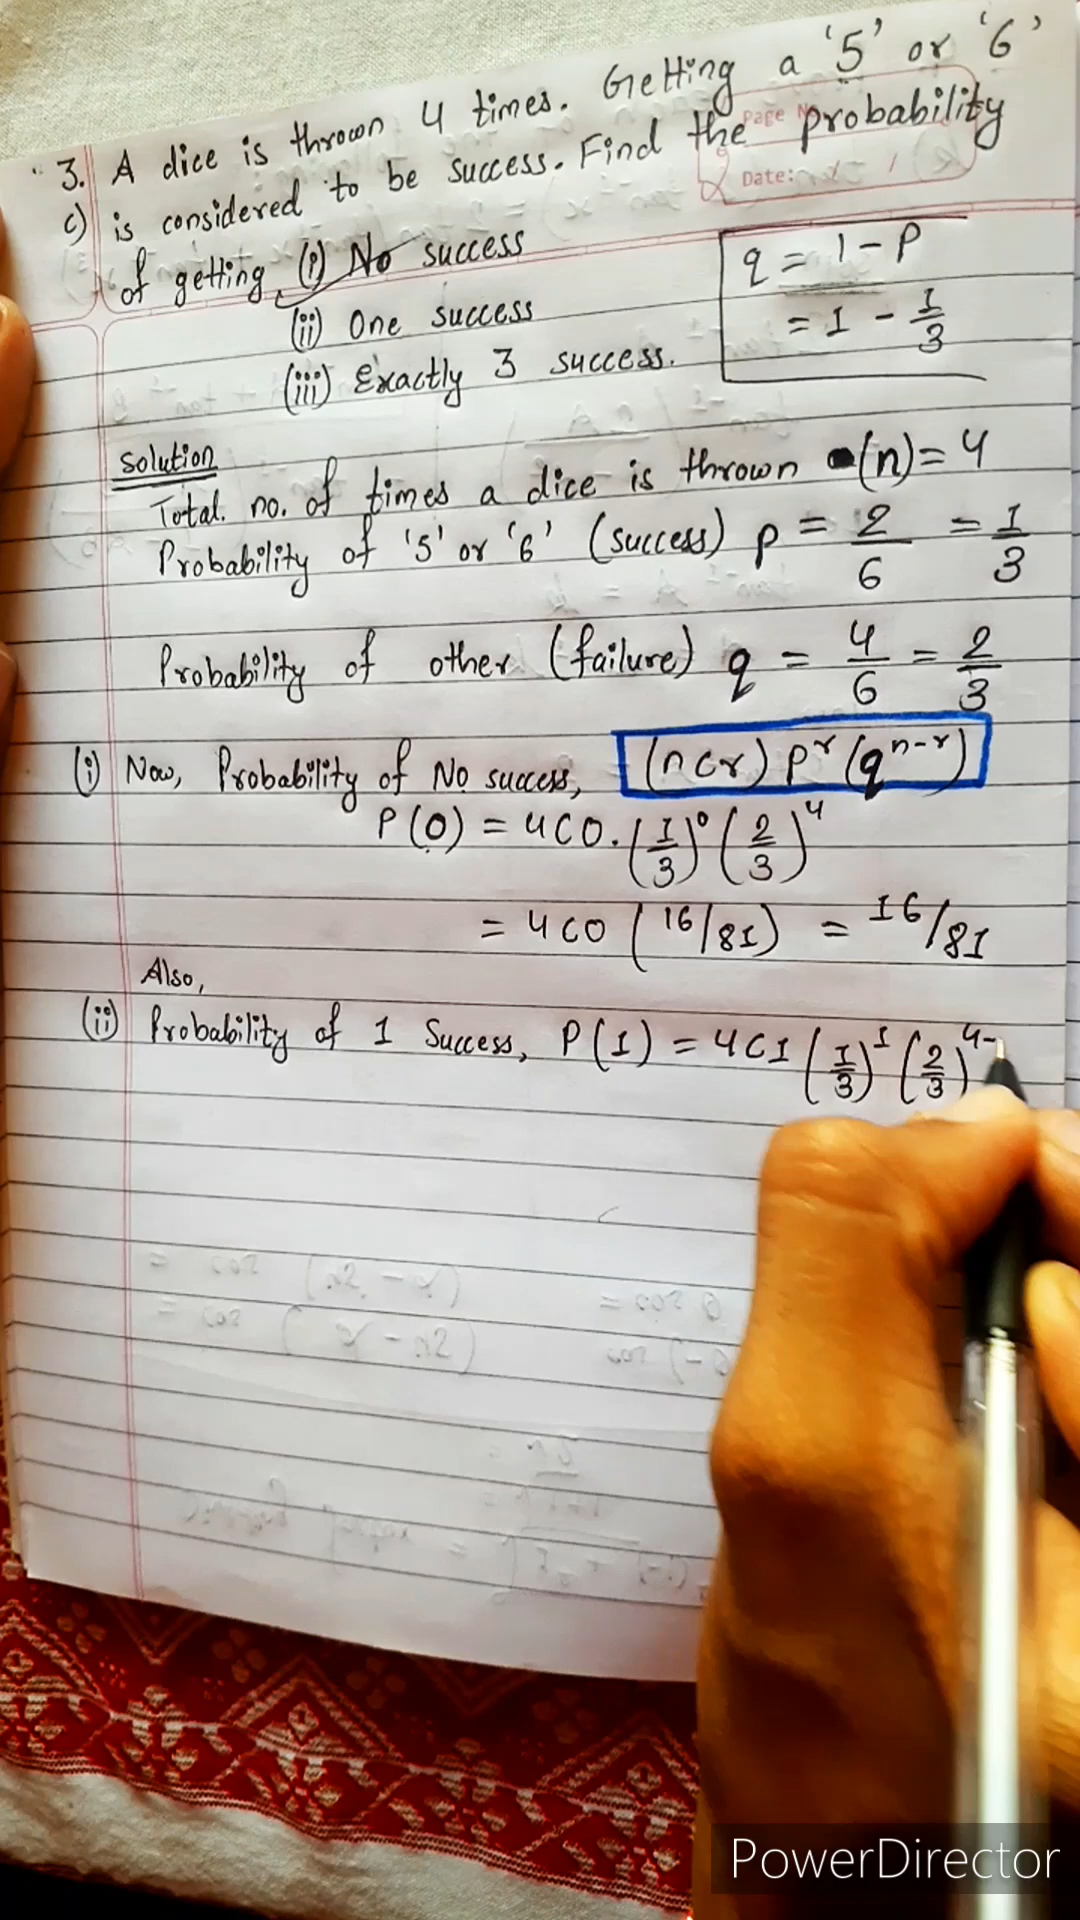 3. A dice is thrown 4 times. Getting a '5' or '6'
c) is considered to be success. Find the probability
Page No
Date:
of getting (i) No success
(ii) One success
(iii) Exactly 3 success.
q = 1 - P
= 1 - 1/3
Solution
Total. no. of times a dice is thrown (n) = 4
Probability of '5' or '6' (success) p = 2/6 = 1/3
Probability of other (failure) q = 4/6 = 2/3
(i) Now, Probability of No success, (ncr) p^r (q^n-r)
P(0) = 4C0. (1/3)^0 (2/3)^4
= 4C0 (16/81) = 16/81
Also,
(ii) Probability of 1 Success, P(1) = 4C1 (1/3)^1 (2/3)^4-
PowerDirector